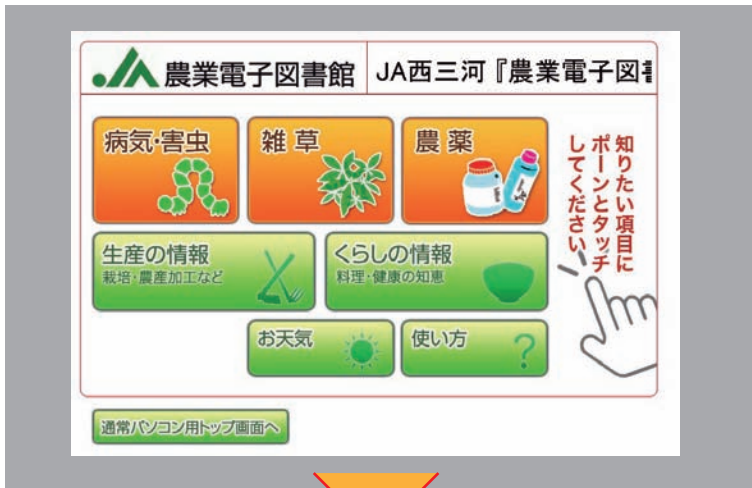 JA 農業電子図書館
JA西三河『農業電子図書
病気・害虫
雑草
農薬
生産の情報
栽培・農産加工など
くらしの情報
料理・健康の知恵
知りたい項目に
ポーンとタッチ
してください。
お天気
使い方
通常パソコン用トップ画面へ